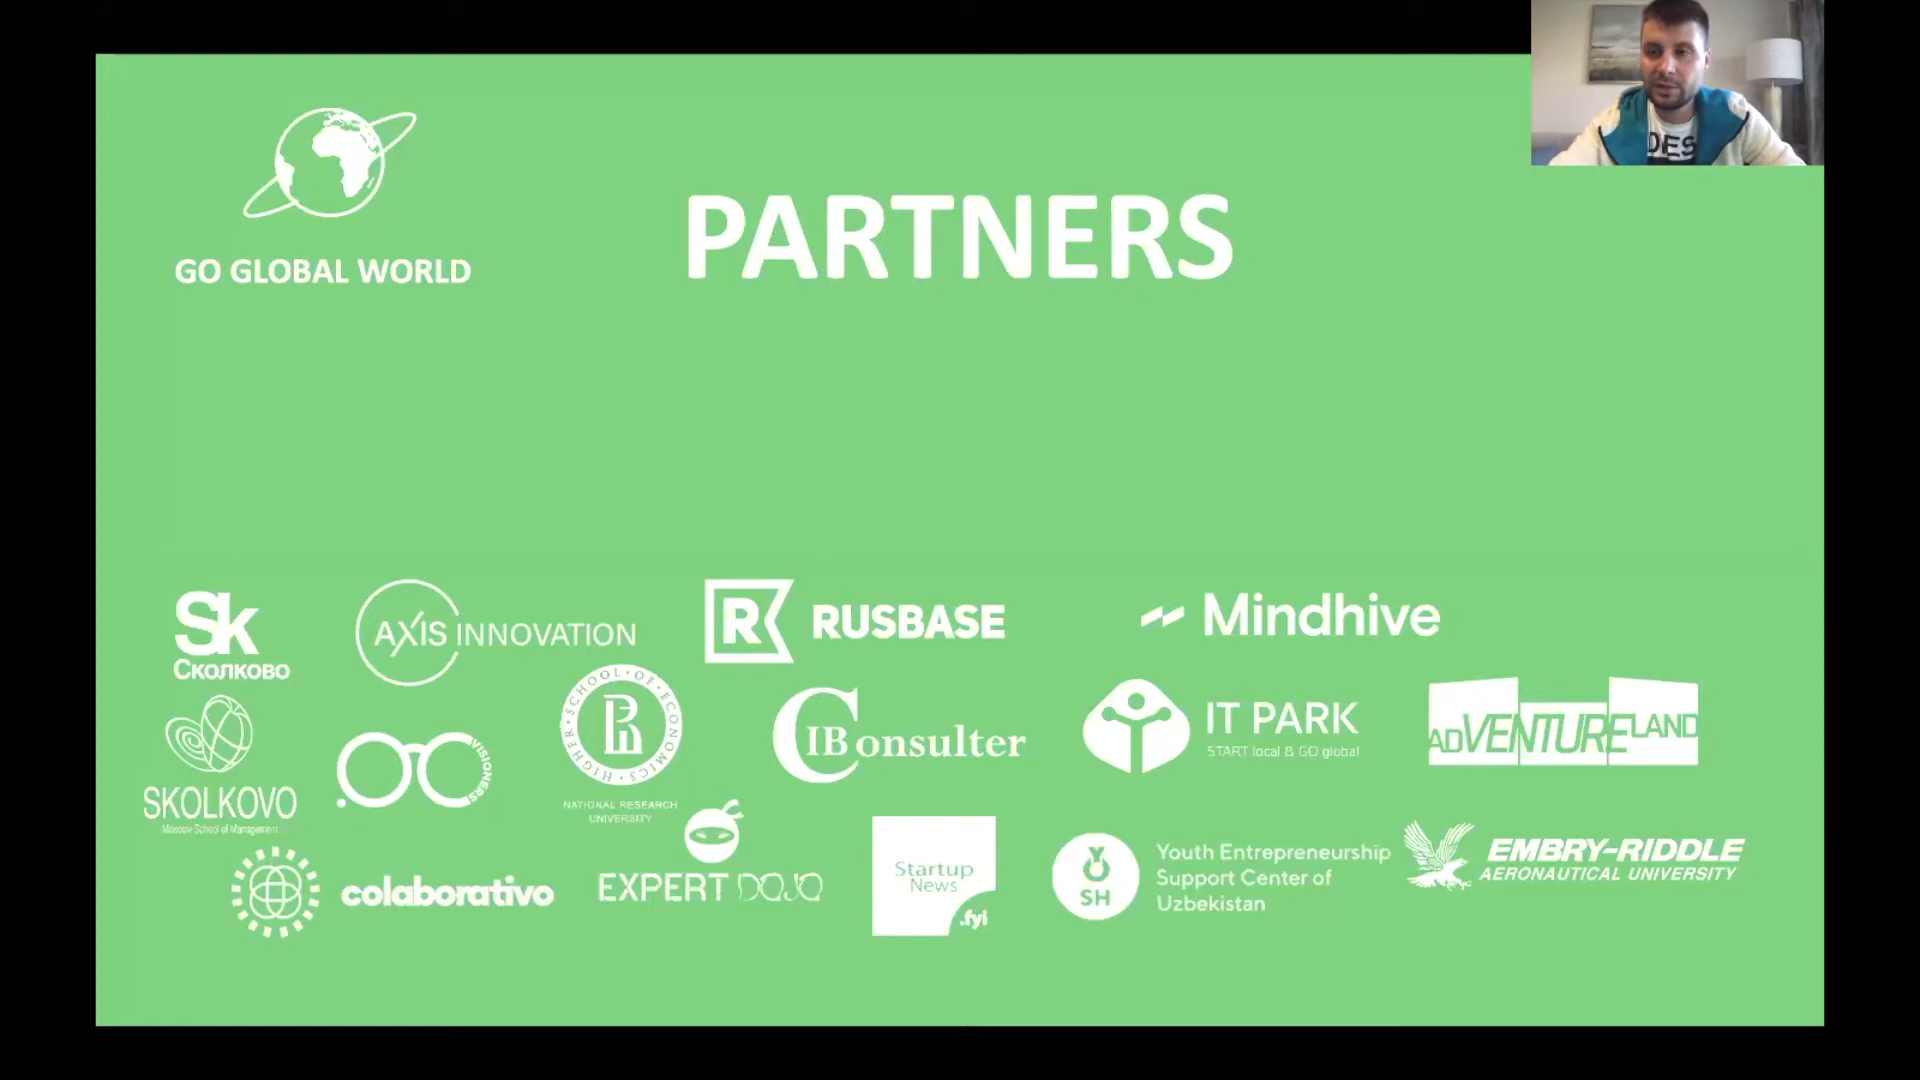 GO GLOBAL WORLD
PARTNERS
DES
Sk
Сколково
AXIS INNOVATION
R RUSBASE
Mindhive
SKOLKOVO
Moscow School of Management
VISIONERS
HIGHER · SCHOOL · OF · ECONOMICS
NATIONAL RESEARCH
UNIVERSITY
CIBonsulter
IT PARK
START local & GO global
ADVENTURELAND
colaborativo
EXPERT DOJO
Startup
News
.fyi
YO
SH
Youth Entrepreneurship
Support Center of
Uzbekistan
EMBRY-RIDDLE
AERONAUTICAL UNIVERSITY